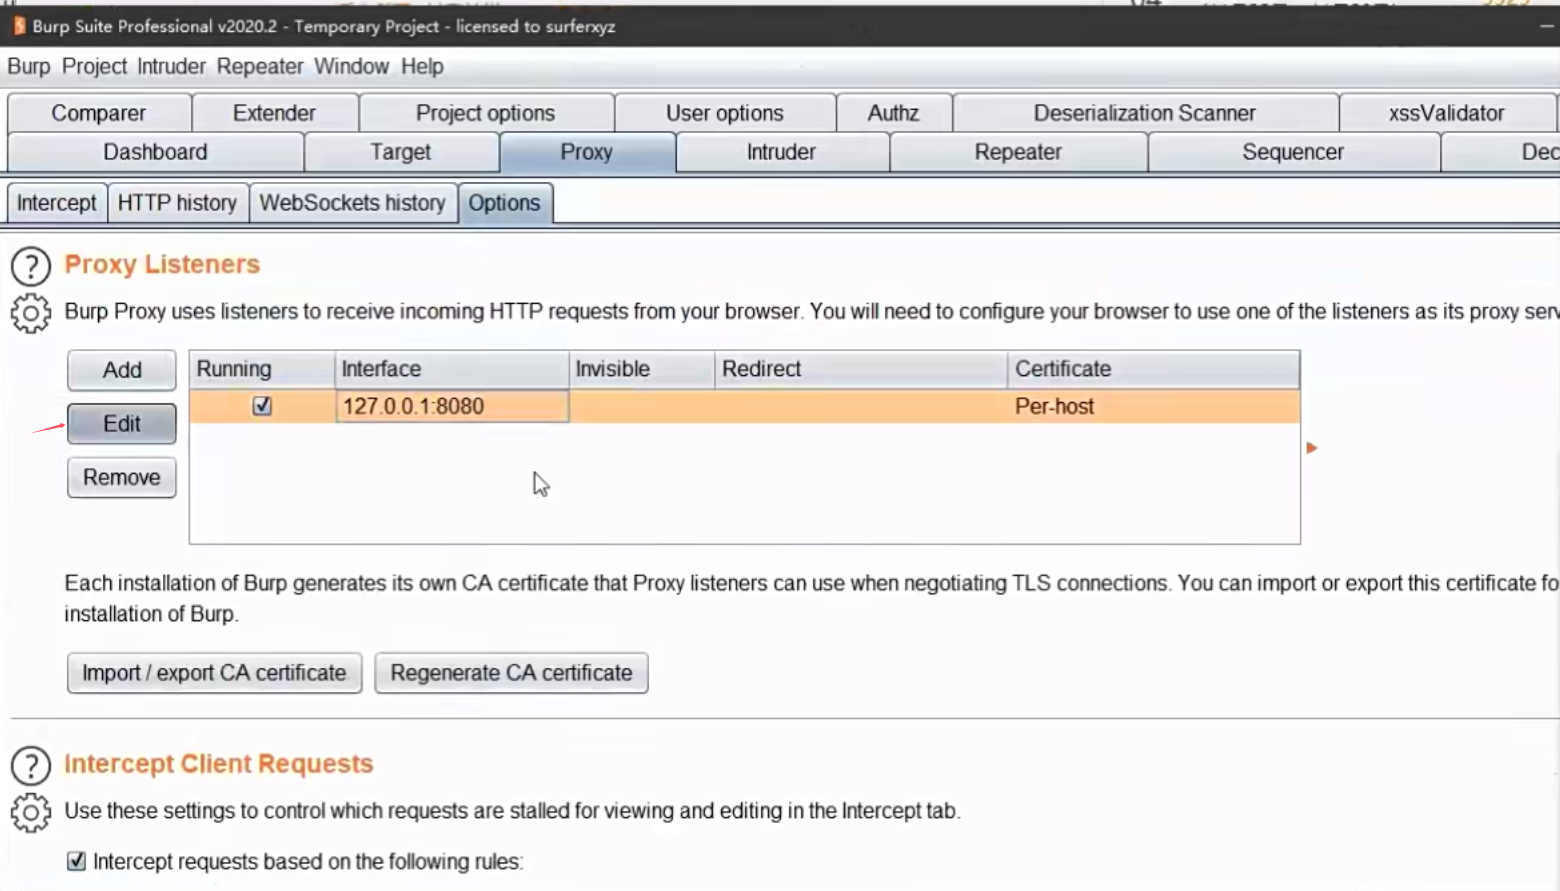 Burp Suite Professional v2020.2 - Temporary Project - licensed to surferxyz
Burp Project Intruder Repeater Window Help
Comparer Extender Project options User options Authz Deserialization Scanner xssValidator
Dashboard Target Proxy Intruder Repeater Sequencer Dec
Intercept HTTP history WebSockets history Options
Proxy Listeners
Burp Proxy uses listeners to receive incoming HTTP requests from your browser. You will need to configure your browser to use one of the listeners as its proxy serv
Add Running Interface Invisible Redirect Certificate
127.0.0.1:8080 Per-host
Edit
Remove
Each installation of Burp generates its own CA certificate that Proxy listeners can use when negotiating TLS connections. You can import or export this certificate fo
installation of Burp.
Import / export CA certificate Regenerate CA certificate
Intercept Client Requests
Use these settings to control which requests are stalled for viewing and editing in the Intercept tab.
Intercept requests based on the following rules: